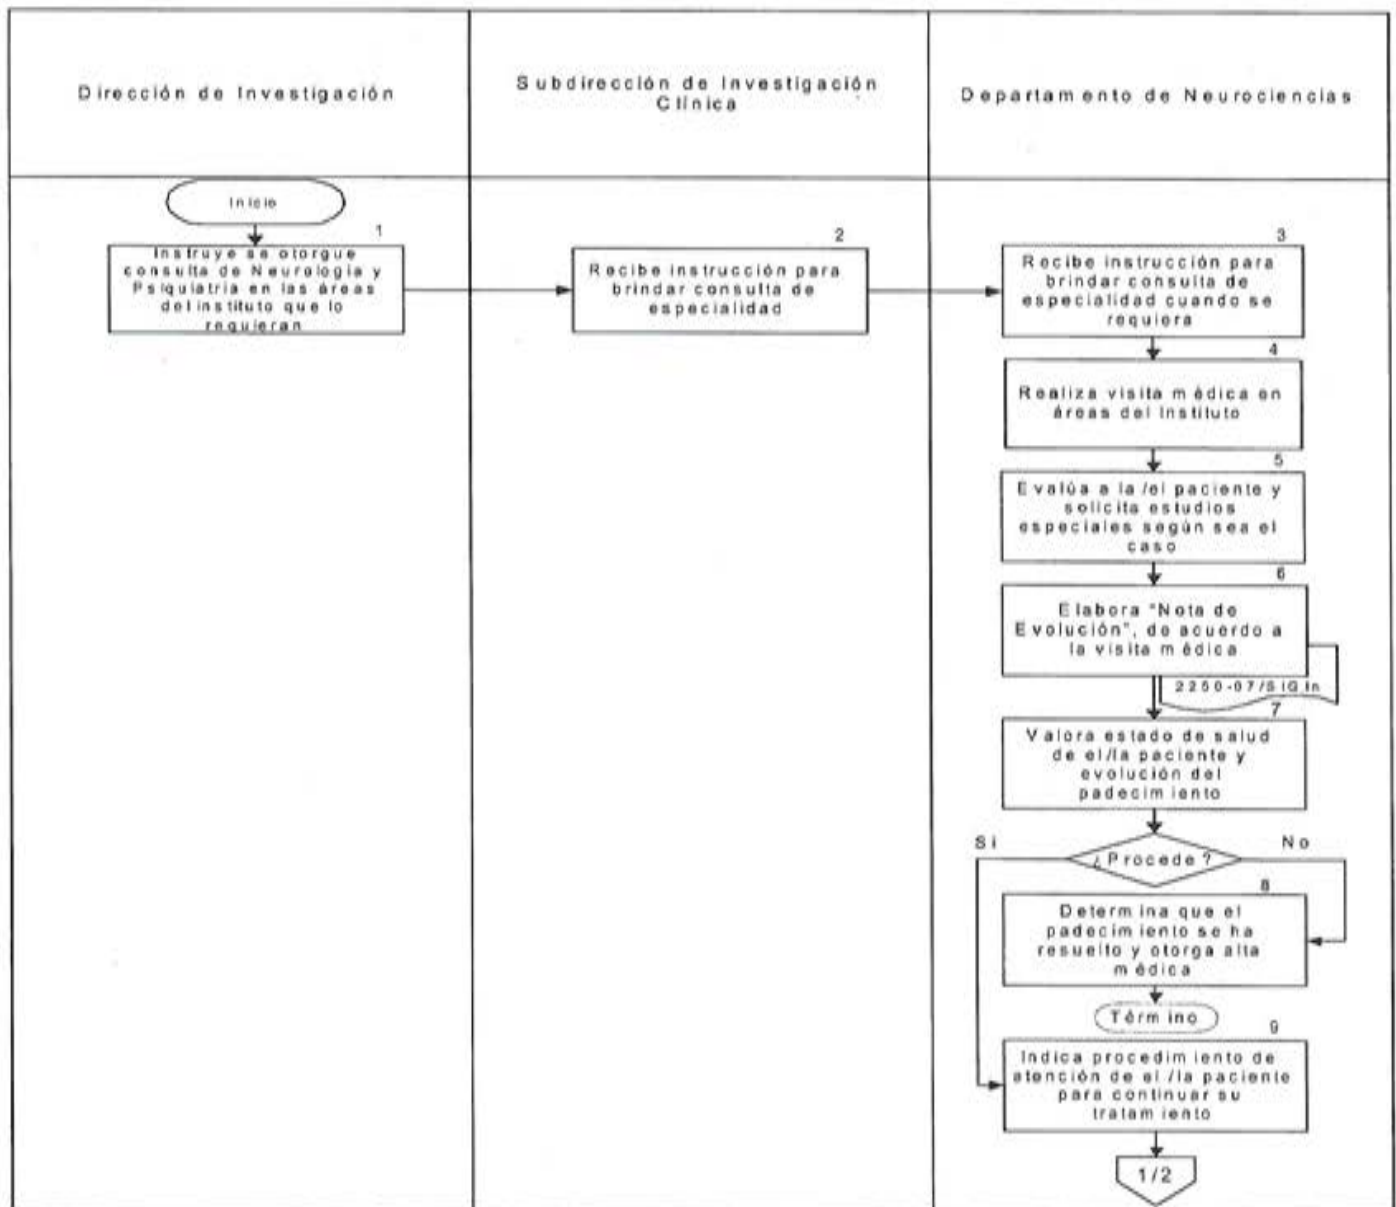 Dirección de Investigación
Subdirección de Investigación
Clínica
Departamento de Neurociencias
Inicio
1
Instruye se otorgue
consulta de Neurología y
Psiquiatría en las áreas
del instituto que lo
requieran
2
Recibe instrucción para
brindar consulta de
especialidad
3
Recibe instrucción para
brindar consulta de
especialidad cuando se
requiera
4
Realiza visita médica en
áreas del Instituto
5
Evalúa a la /el paciente y
solicita estudios
especiales según sea el
caso
6
Elabora "Nota de
Evolución", de acuerdo a
la visita médica
2250-07/SIGIn
7
Valora estado de salud
de el/la paciente y
evolución del
padecimiento
Si
¿Procede?
No
8
Determina que el
padecimiento se ha
resuelto y otorga alta
médica
Término
9
Indica procedimiento de
atención de el /la paciente
para continuar su
tratamiento
1/2